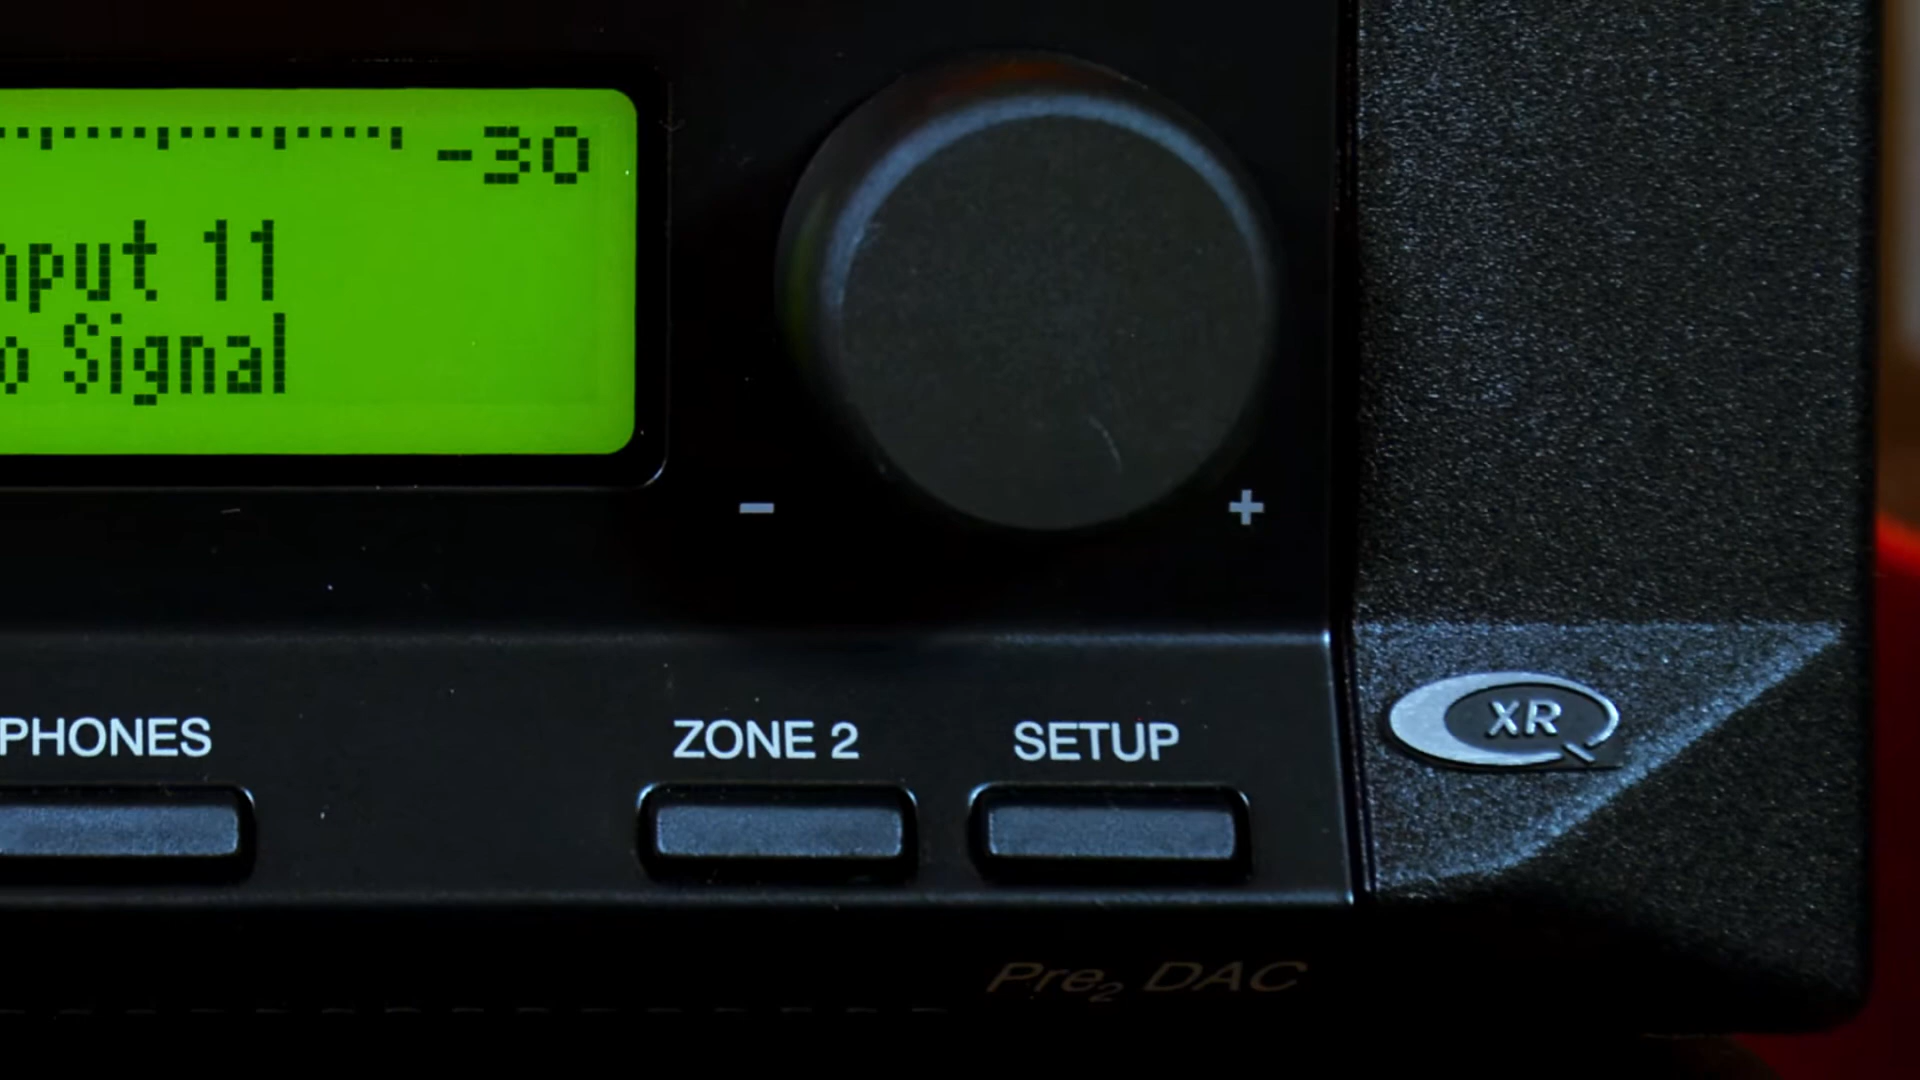 -30
nput 11
o Signal
- +
PHONES
ZONE 2
SETUP
XR
Pre2 DAC